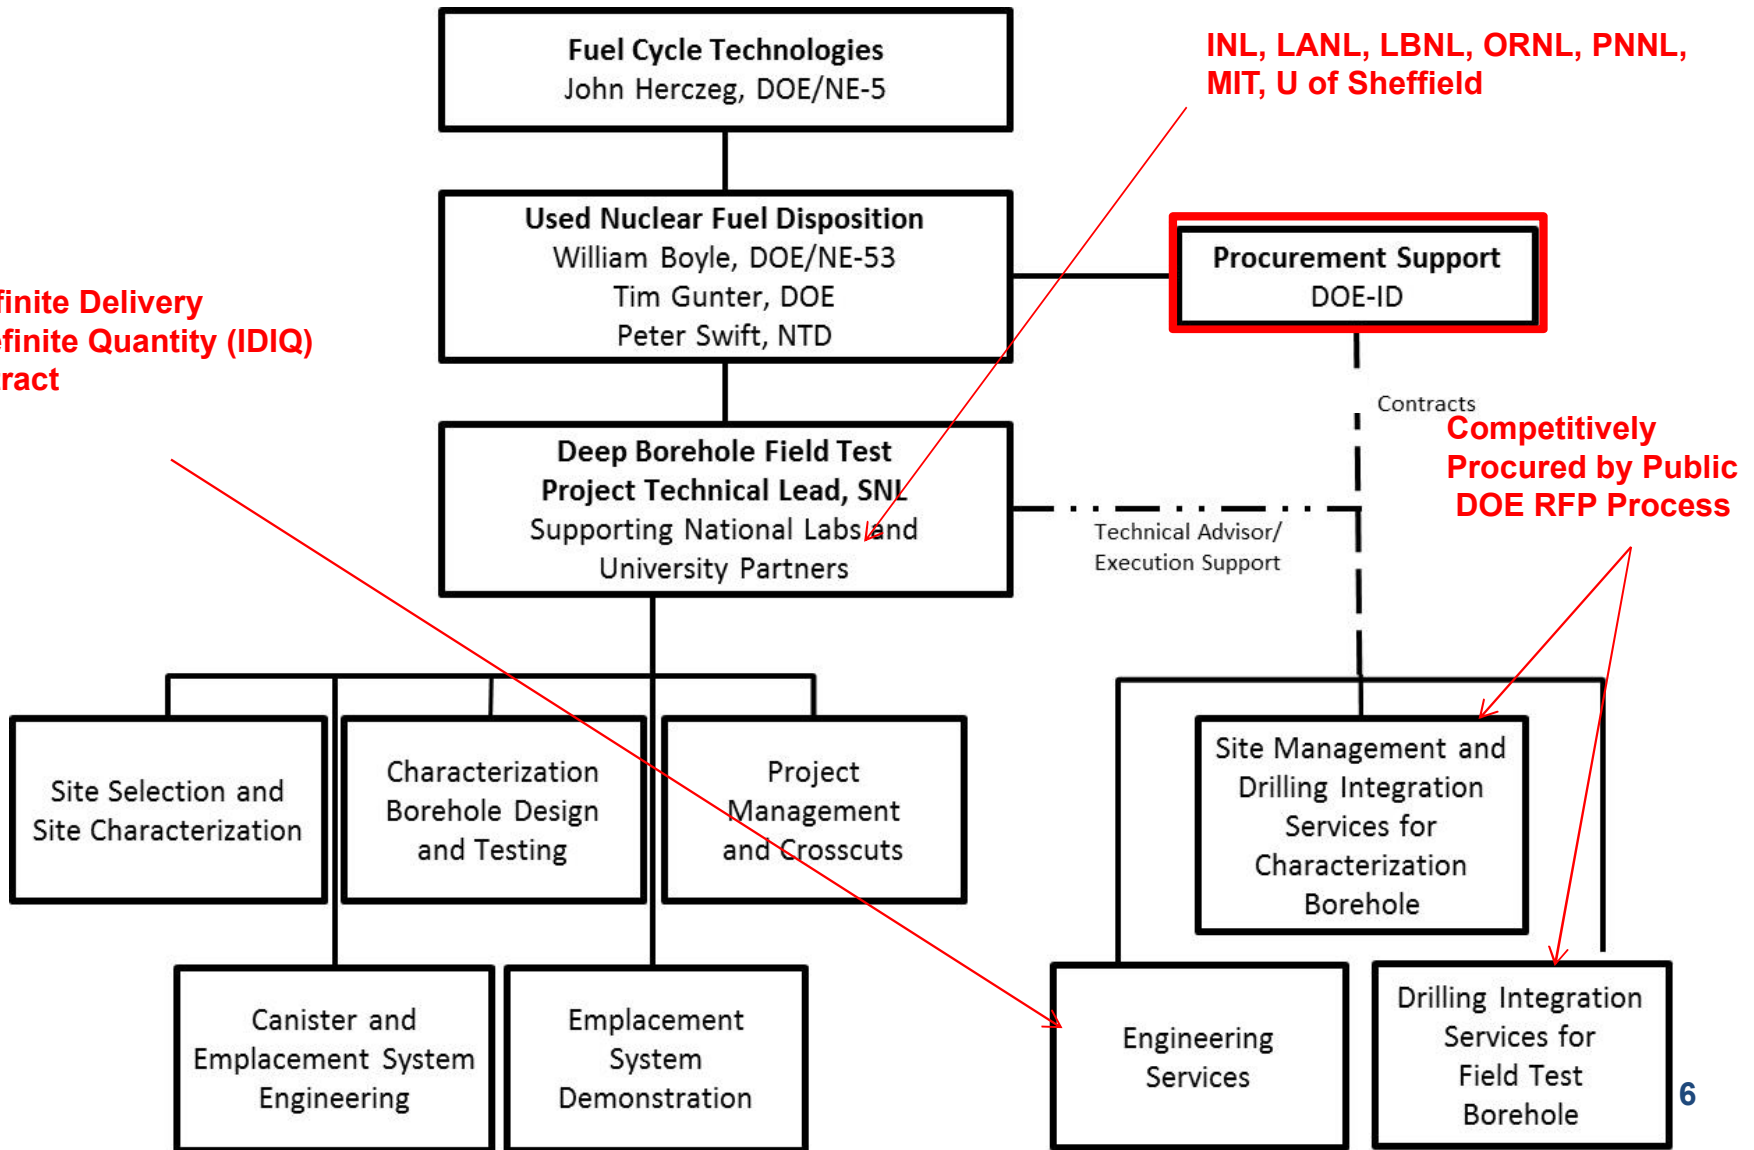 Fuel Cycle Technologies
John Herczeg, DOE/NE-5
INL, LANL, LBNL, ORNL, PNNL,
MIT, U of Sheffield
Used Nuclear Fuel Disposition
William Boyle, DOE/NE-53
Tim Gunter, DOE
Peter Swift, NTD
Procurement Support
DOE-ID
finite Delivery
efinite Quantity (IDIQ)
tract
Contracts
Competitively
Procured by Public
DOE RFP Process
Deep Borehole Field Test
Project Technical Lead, SNL
Supporting National Labs and
University Partners
Technical Advisor/
Execution Support
Site Selection and
Site Characterization
Characterization
Borehole Design
and Testing
Project
Management
and Crosscuts
Site Management and
Drilling Integration
Services for
Characterization
Borehole
Canister and
Emplacement System
Engineering
Emplacement
System
Demonstration
Engineering
Services
Drilling Integration
Services for
Field Test
Borehole
6